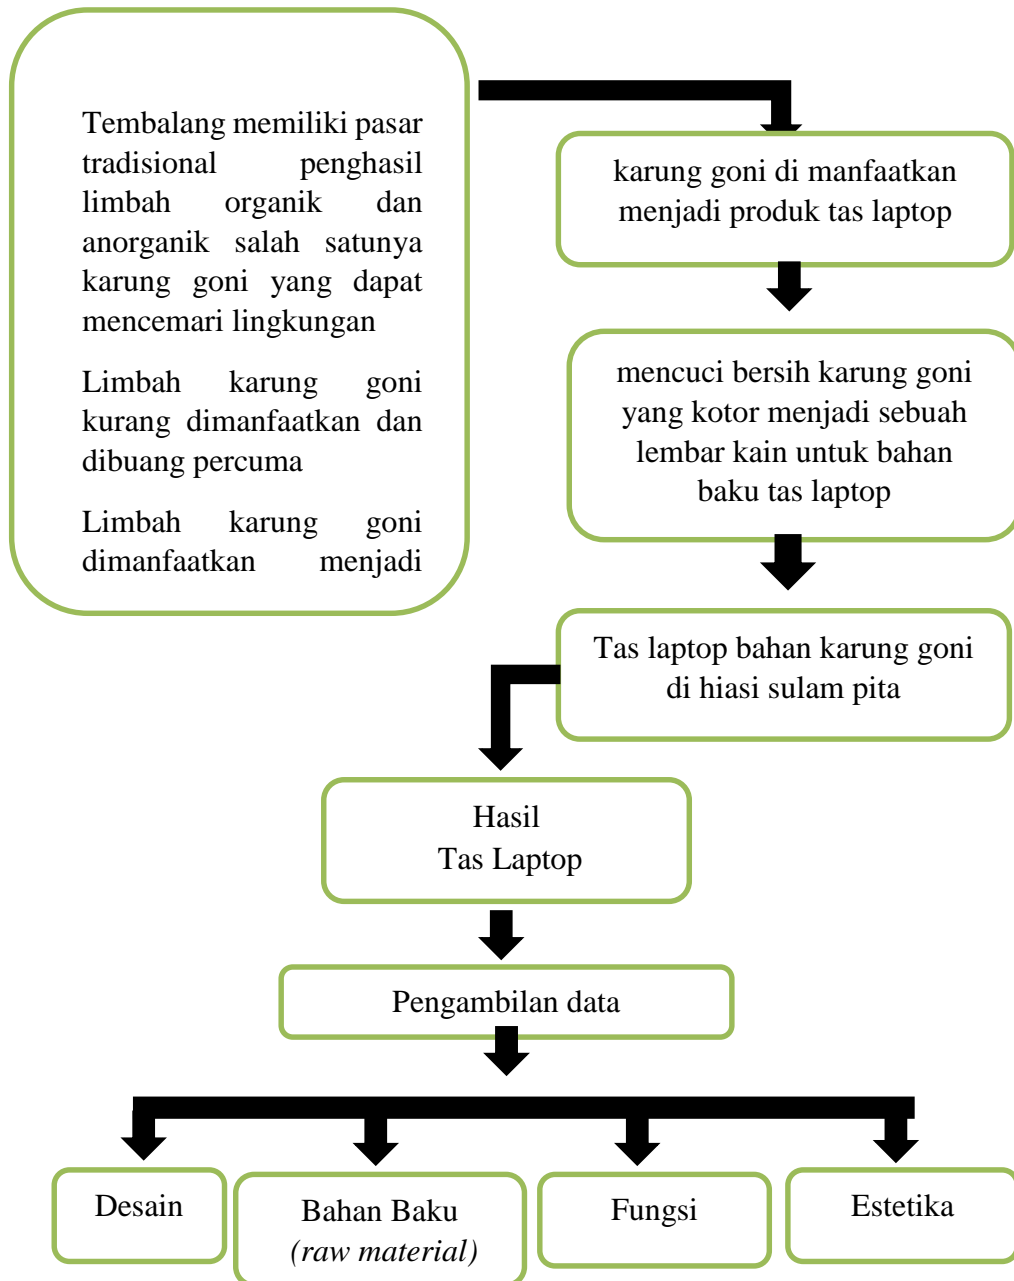 Tembalang memiliki pasar
tradisional penghasil
limbah organik dan
anorganik salah satunya
karung goni yang dapat
mencemari lingkungan
Limbah karung goni
kurang dimanfaatkan dan
dibuang percuma
Limbah karung goni
dimanfaatkan menjadi
karung goni di manfaatkan
menjadi produk tas laptop
mencuci bersih karung goni
yang kotor menjadi sebuah
lembar kain untuk bahan
baku tas laptop
Tas laptop bahan karung goni
di hiasi sulam pita
Hasil
Tas Laptop
Pengambilan data
Desain
Bahan Baku
(raw material)
Fungsi
Estetika